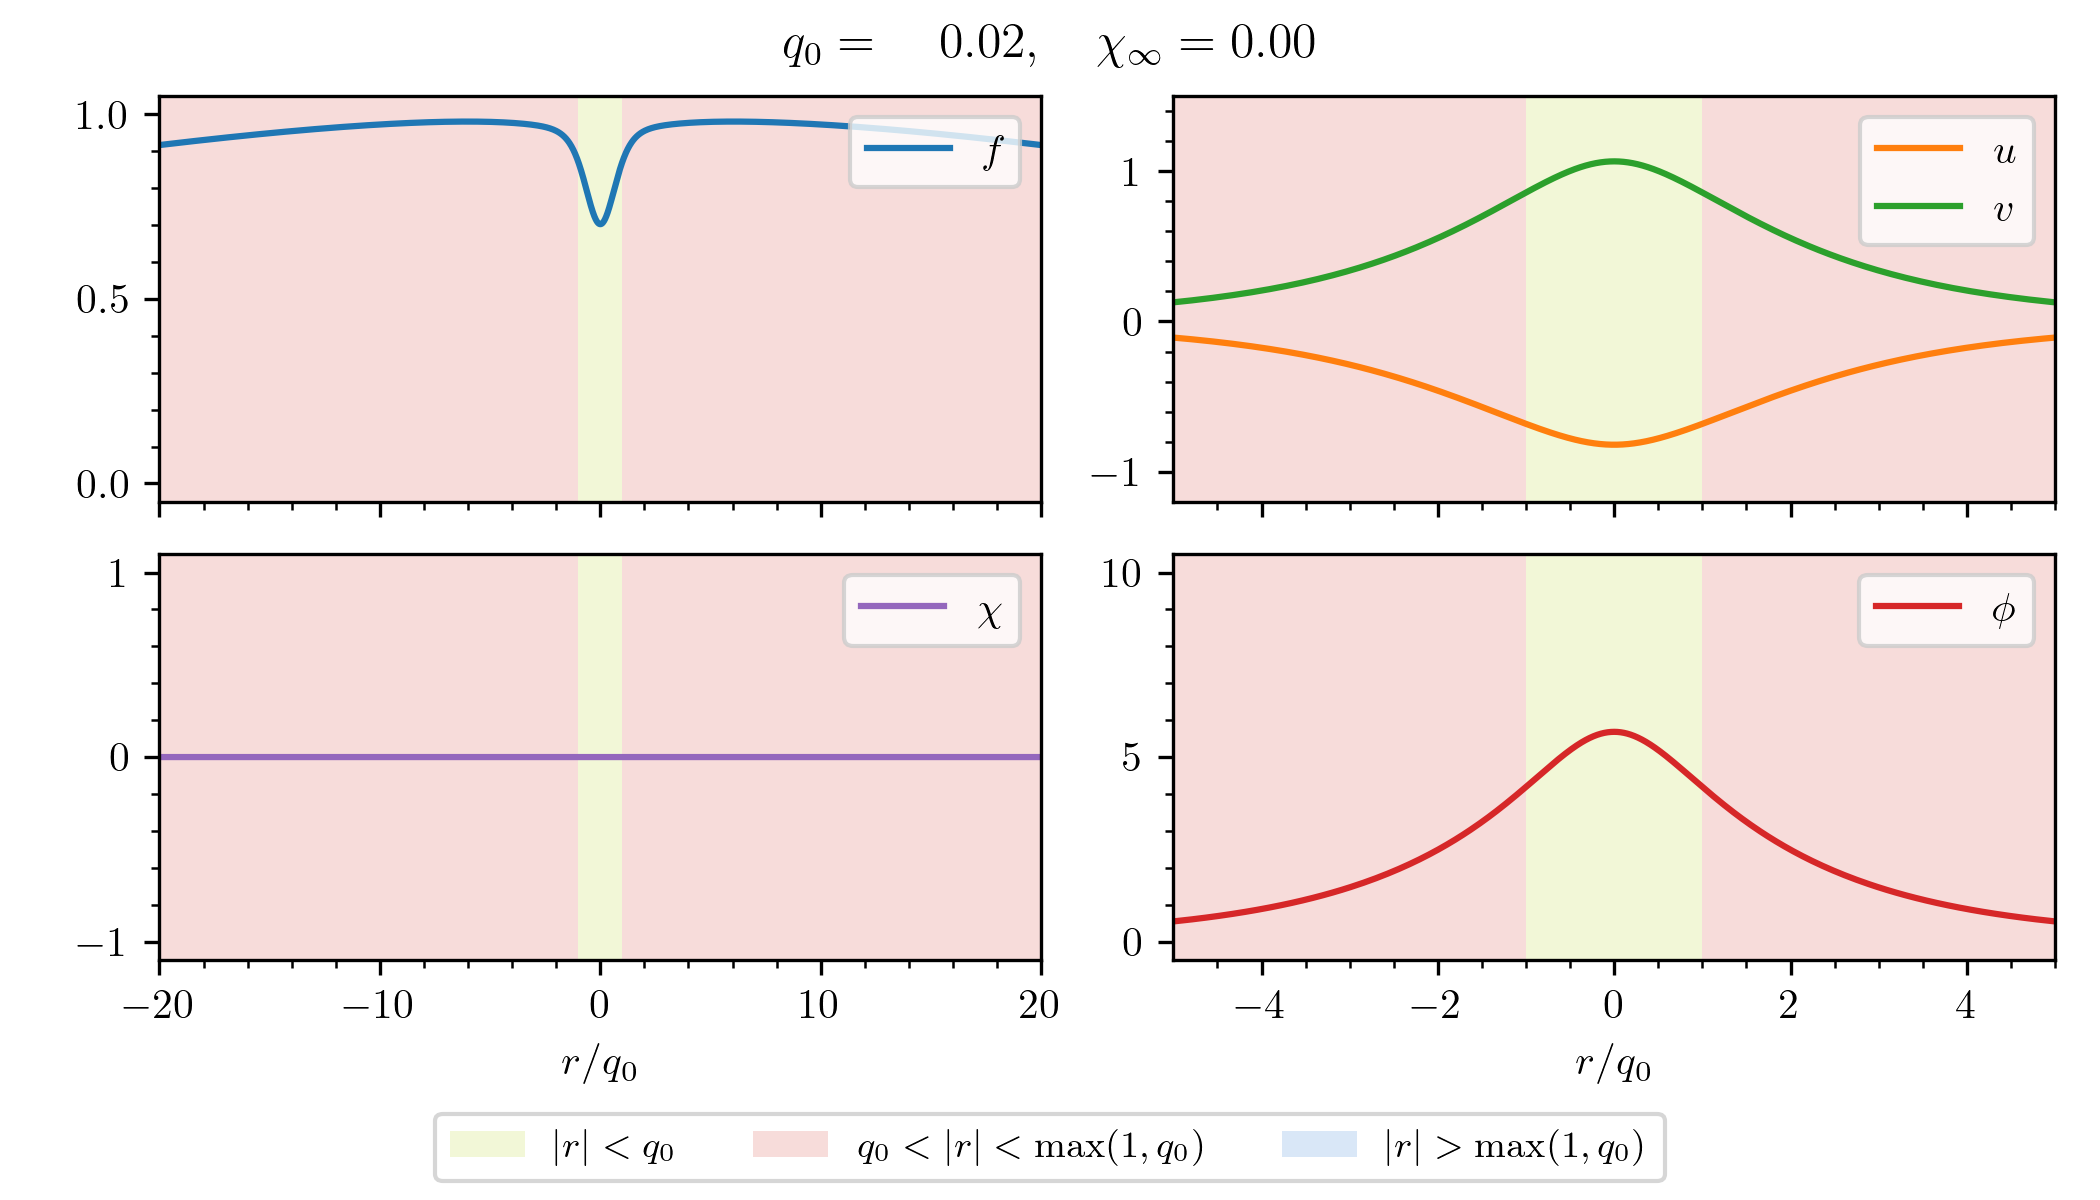 q₀ = 0.02, χ∞ = 0.00
1.0
0.5
0.0
f
1
0
−1
u
v
1
0
−1
χ
−20 −10 0 10 20
r/q₀
10
5
0
ϕ
−4 −2 0 2 4
r/q₀
|r| < q₀ q₀ < |r| < max(1, q₀) |r| > max(1, q₀)